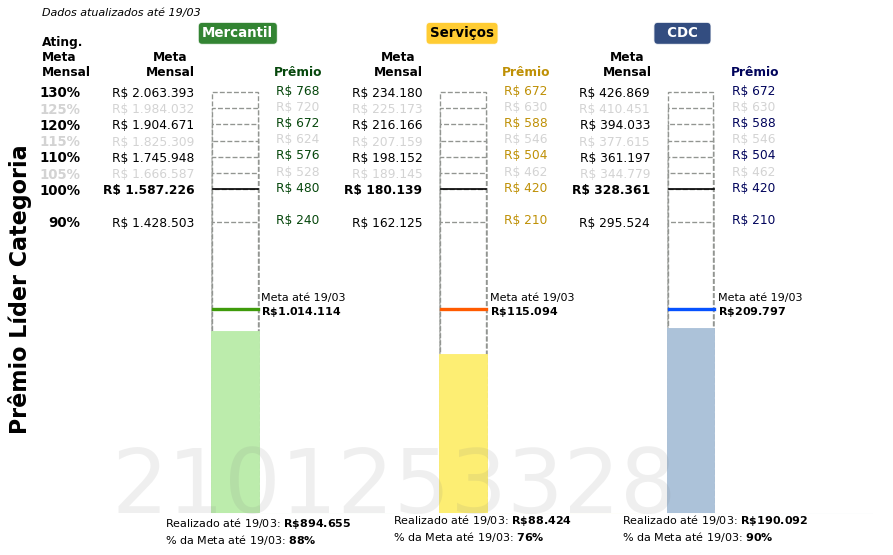 Dados atualizados até 19/03
Mercantil Serviços CDC
Ating.
Meta Meta Meta Meta
Mensal Mensal Prêmio Mensal Prêmio Mensal Prêmio
130% R$ 2.063.393 R$ 768 R$ 234.180 R$ 672 R$ 426.869 R$ 672
125% R$ 1.984.032 R$ 720 R$ 225.173 R$ 630 R$ 410.451 R$ 630
120% R$ 1.904.671 R$ 672 R$ 216.166 R$ 588 R$ 394.033 R$ 588
115% R$ 1.825.309 R$ 624 R$ 207.159 R$ 546 R$ 377.615 R$ 546
110% R$ 1.745.948 R$ 576 R$ 198.152 R$ 504 R$ 361.197 R$ 504
105% R$ 1.666.587 R$ 528 R$ 189.145 R$ 462 R$ 344.779 R$ 462
100% R$ 1.587.226 R$ 480 R$ 180.139 R$ 420 R$ 328.361 R$ 420
90% R$ 1.428.503 R$ 240 R$ 162.125 R$ 210 R$ 295.524 R$ 210
Prêmio Líder Categoria
Meta até 19/03 Meta até 19/03 Meta até 19/03
R$1.014.114 R$115.094 R$209.797
2101253328
Realizado até 19/03: R$894.655 Realizado até 19/03: R$88.424 Realizado até 19/03: R$190.092
% da Meta até 19/03: 88% % da Meta até 19/03: 76% % da Meta até 19/03: 90%